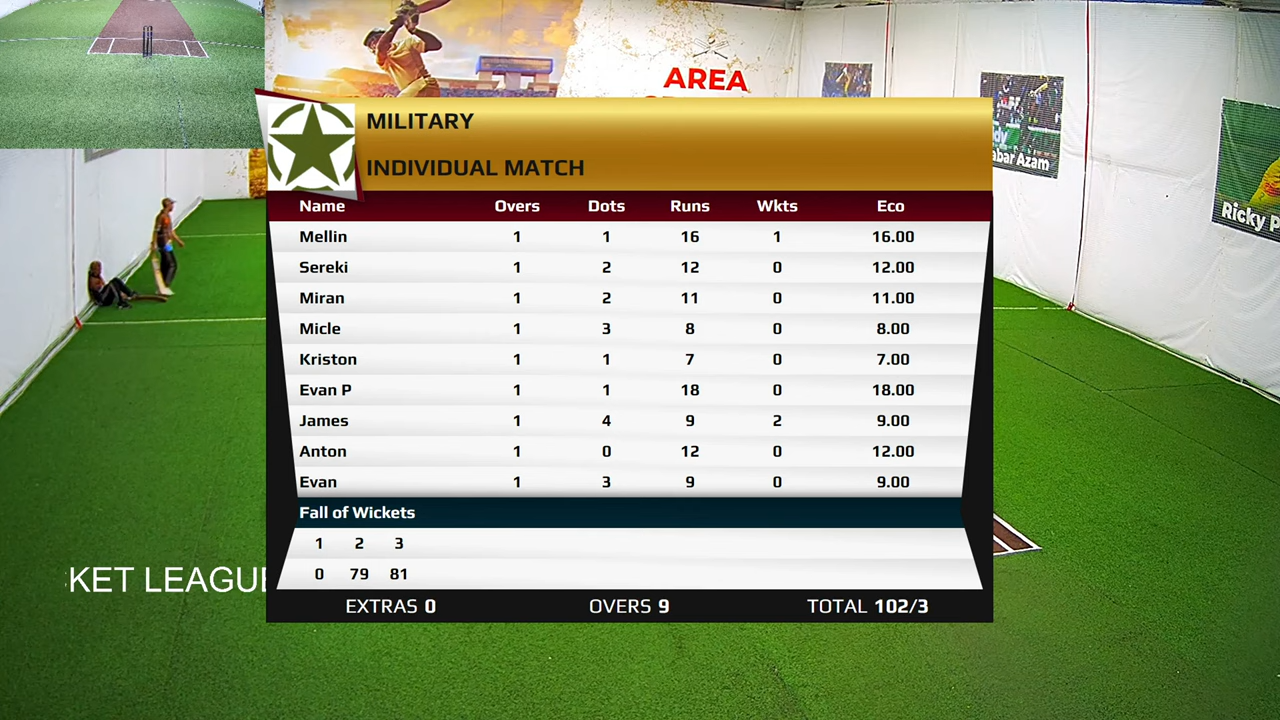 AREA
MILITARY
INDIVIDUAL MATCH
Name Overs Dots Runs Wkts Eco
Mellin 1 1 16 1 16.00
Sereki 1 2 12 0 12.00
Miran 1 2 11 0 11.00
Micle 1 3 8 0 8.00
Kriston 1 1 7 0 7.00
Evan P 1 1 18 0 18.00
James 1 4 9 2 9.00
Anton 1 0 12 0 12.00
Evan 1 3 9 0 9.00
Fall of Wickets
1 2 3
0 79 81
EXTRAS 0 OVERS 9 TOTAL 102/3
KET LEAGUE
dy
abar Azam
Ricky P